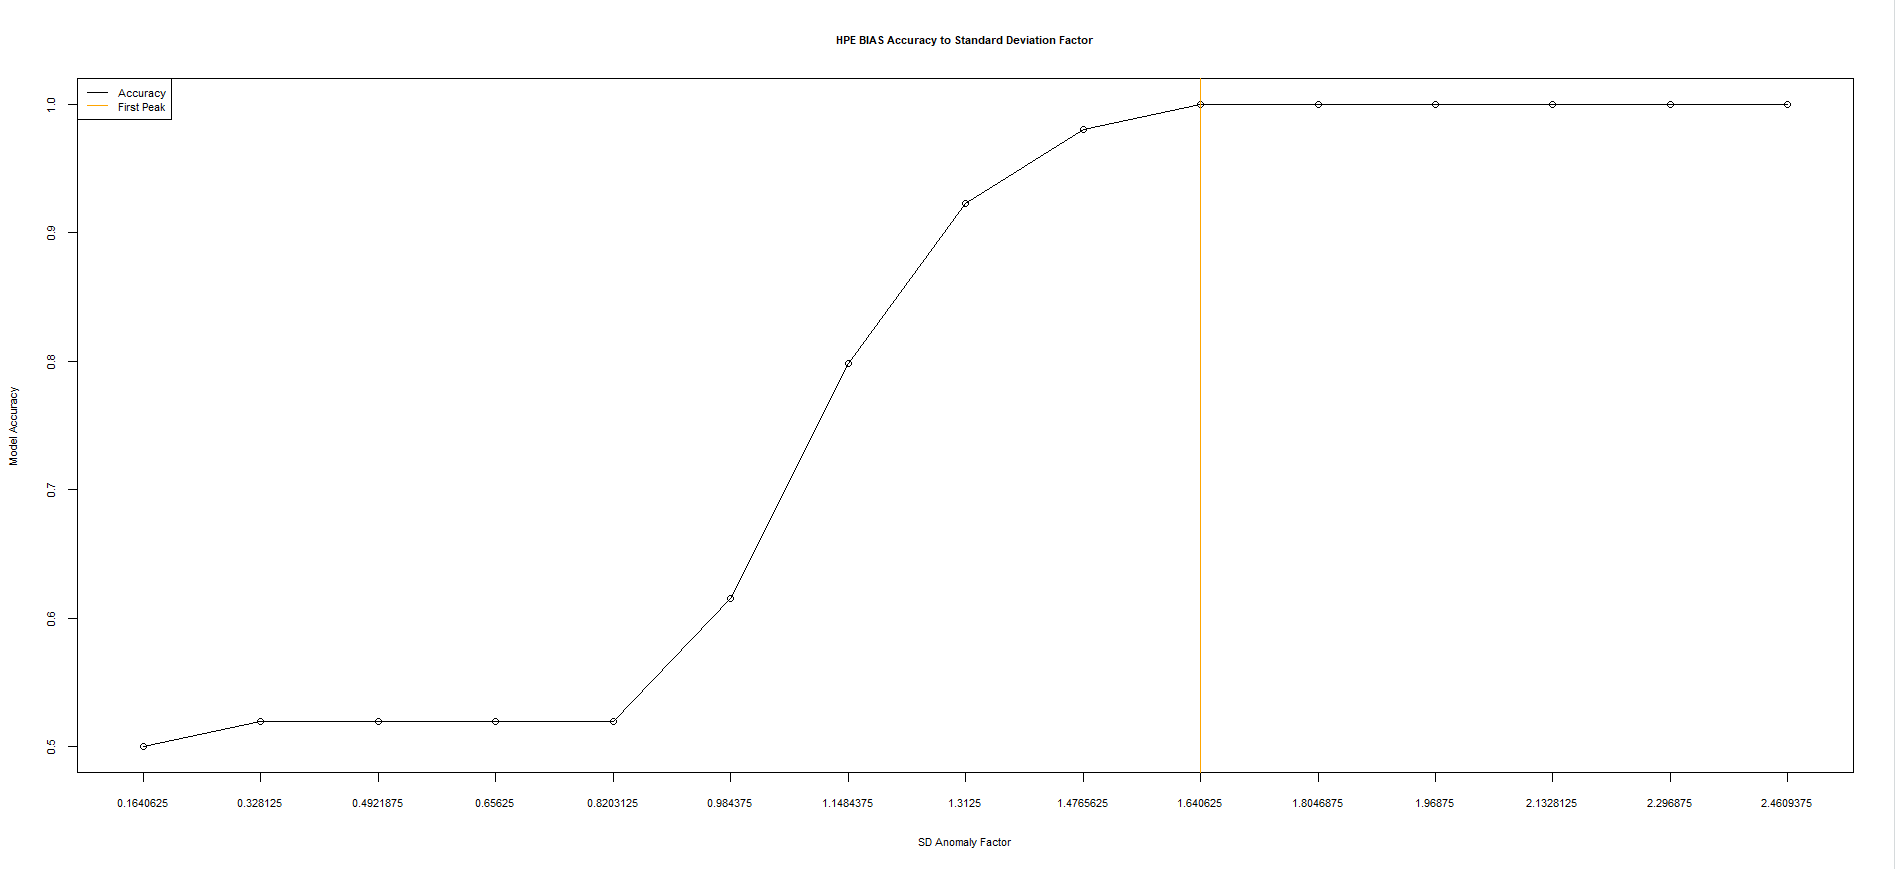 HPE BIAS Accuracy to Standard Deviation Factor
Accuracy
First Peak
1.0
0.9
0.8
0.7
0.6
0.5
Model Accuracy
0.1640625 0.328125 0.4921875 0.65625 0.8203125 0.984375 1.1484375 1.3125 1.4765625 1.640625 1.8046875 1.96875 2.1328125 2.296875 2.4609375
SD Anomaly Factor